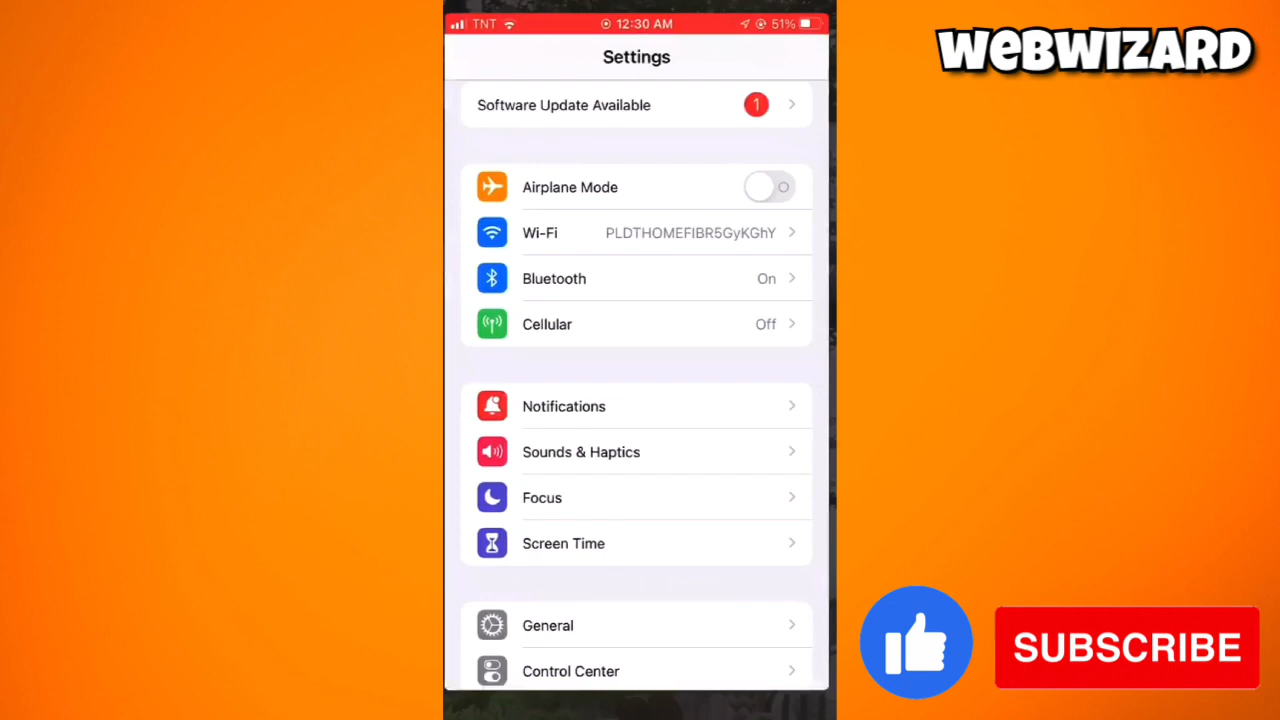 TNT 12:30 AM 51%
WEBWIZARD
Settings
Software Update Available 1
Airplane Mode
Wi-Fi PLDTHOMEFIBR5GyKGhY
Bluetooth On
Cellular Off
Notifications
Sounds & Haptics
Focus
Screen Time
General
Control Center
SUBSCRIBE